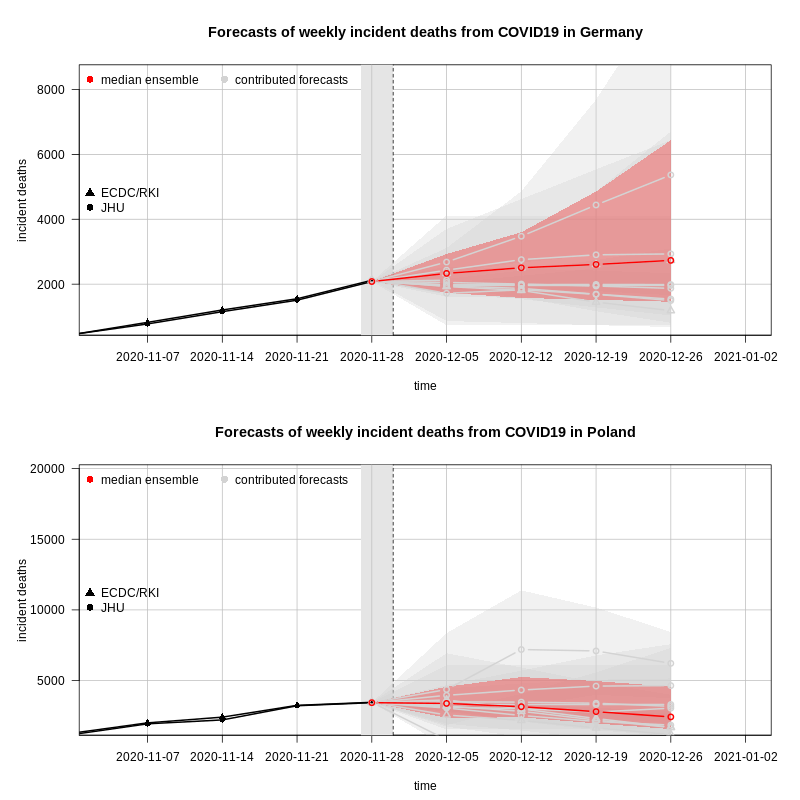 Forecasts of weekly incident deaths from COVID19 in Germany
median ensemble
contributed forecasts
8000
6000
4000
2000
incident deaths
ECDC/RKI
JHU
2020-11-07 2020-11-14 2020-11-21 2020-11-28 2020-12-05 2020-12-12 2020-12-19 2020-12-26 2021-01-02
time
Forecasts of weekly incident deaths from COVID19 in Poland
median ensemble
contributed forecasts
20000
15000
10000
5000
incident deaths
ECDC/RKI
JHU
2020-11-07 2020-11-14 2020-11-21 2020-11-28 2020-12-05 2020-12-12 2020-12-19 2020-12-26 2021-01-02
time